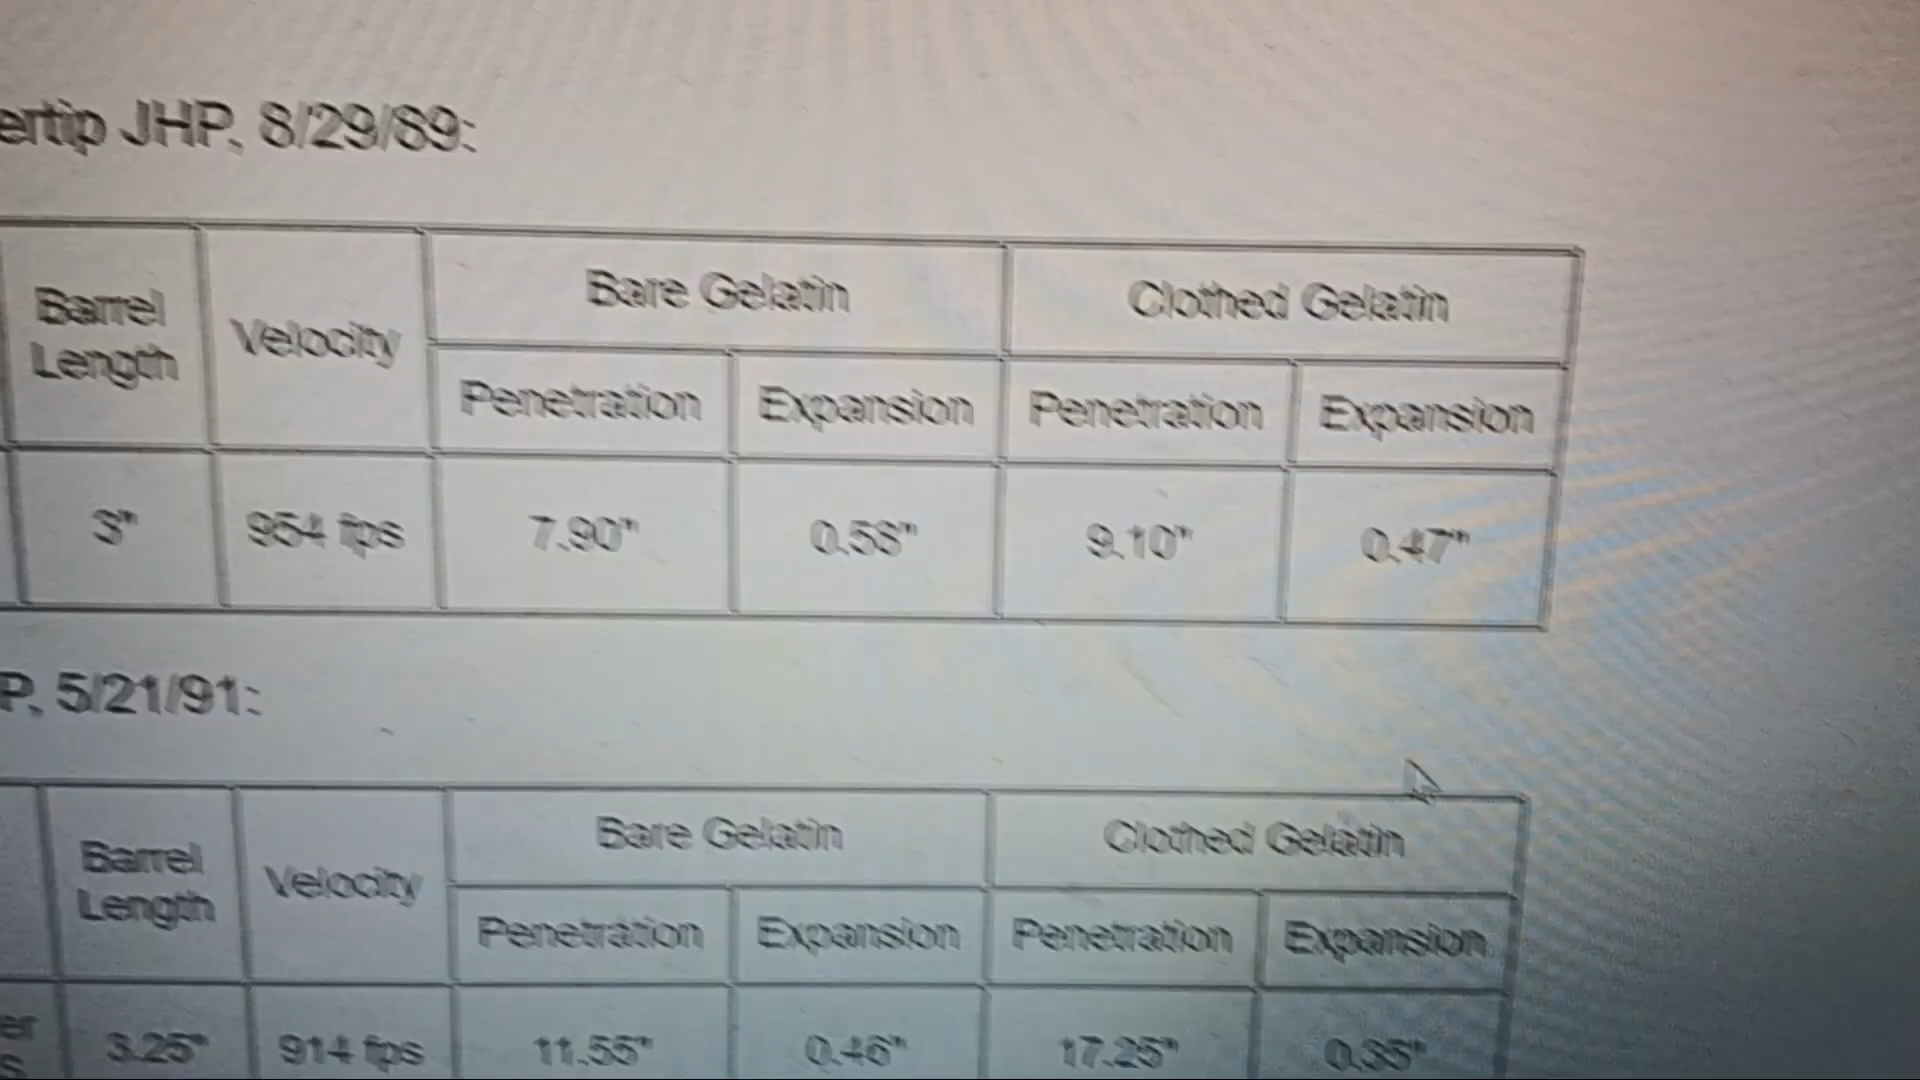 ertip JHP, 8/29/89:
Barrel Length Velocity Bare Gelatin Clothed Gelatin
Penetration Expansion Penetration Expansion
3" 954 fps 7.90" 0.58" 9.10" 0.47"
P, 5/21/91:
Barrel Length Velocity Bare Gelatin Clothed Gelatin
Penetration Expansion Penetration Expansion
er 3.25" 914 fps 11.55" 0.46" 17.25" 0.35"
s